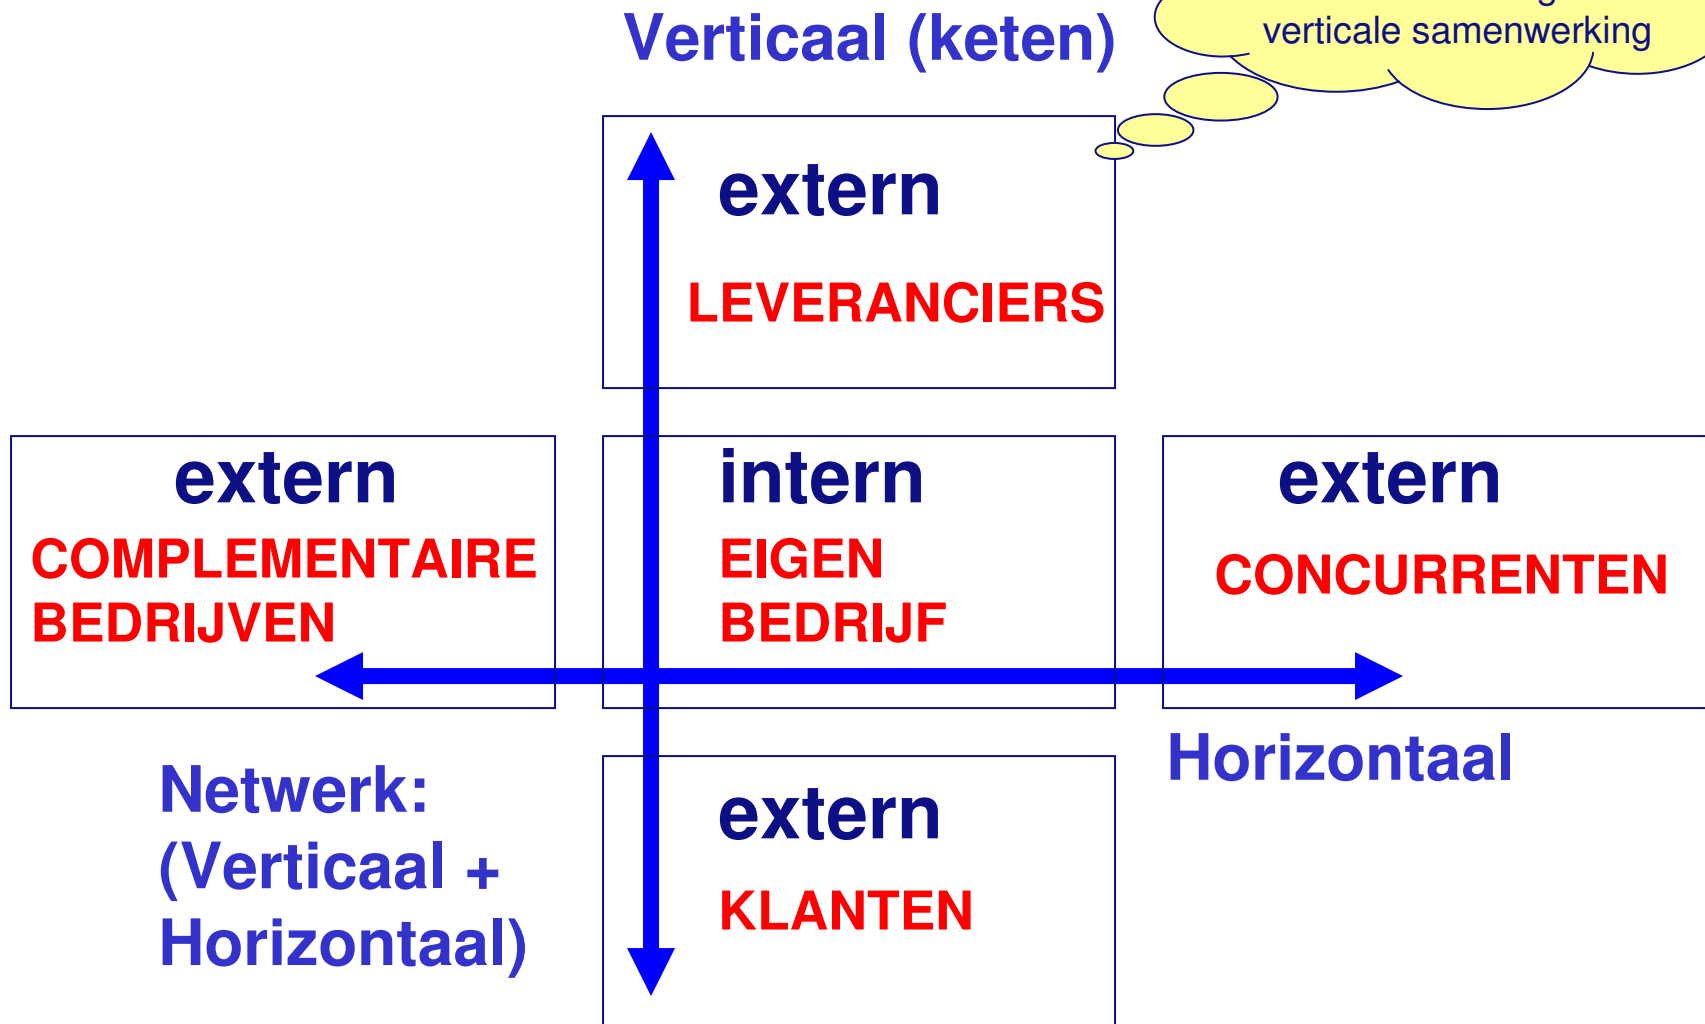 Verticaal (keten)
verticale samenwerking
extern
LEVERANCIERS
extern
COMPLEMENTAIRE
BEDRIJVEN
intern
EIGEN
BEDRIJF
extern
CONCURRENTEN
Horizontaal
Netwerk:
(Verticaal +
Horizontaal)
extern
KLANTEN